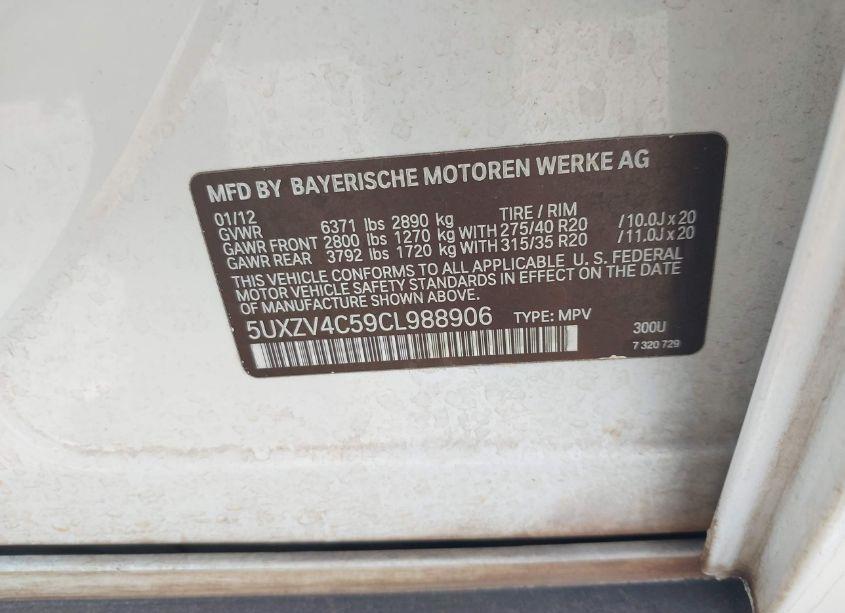 MFD BY BAYERISCHE MOTOREN WERKE AG
01/12 TIRE / RIM
GVWR 6371 lbs 2890 kg
GAWR FRONT 2800 lbs 1270 kg WITH 275/40 R20 /10.0J x 20
GAWR REAR 3792 lbs 1720 kg WITH 315/35 R20 /11.0J x 20
THIS VEHICLE CONFORMS TO ALL APPLICABLE U. S. FEDERAL
MOTOR VEHICLE SAFETY STANDARDS IN EFFECT ON THE DATE
OF MANUFACTURE SHOWN ABOVE.
5UXZV4C59CL988906 TYPE: MPV 300U
7 320 729